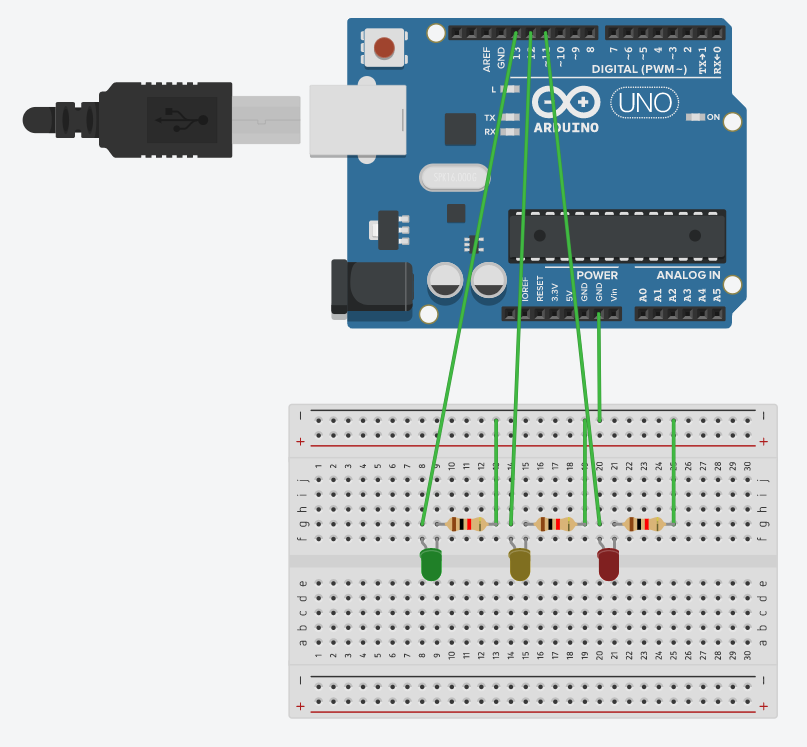 AREF
GND
13
12
~11
~10
~9
8
7
~6
~5
4
~3
2
TX→1
RX←0
DIGITAL (PWM~)
L
UNO
TX
RX
ARDUINO
ON
POWER
ANALOG IN
IOREF
RESET
3.3V
5V
GND
GND
Vin
A0
A1
A2
A3
A4
A5
− −
+ +
1 2 3 4 5 6 7 8 9 10 11 12 13 14 15 16 17 18 19 20 21 22 23 24 25 26 27 28 29 30
j j
i i
h h
g g
f f
e e
d d
c c
b b
a a
1 2 3 4 5 6 7 8 9 10 11 12 13 14 15 16 17 18 19 20 21 22 23 24 25 26 27 28 29 30
− −
+ +